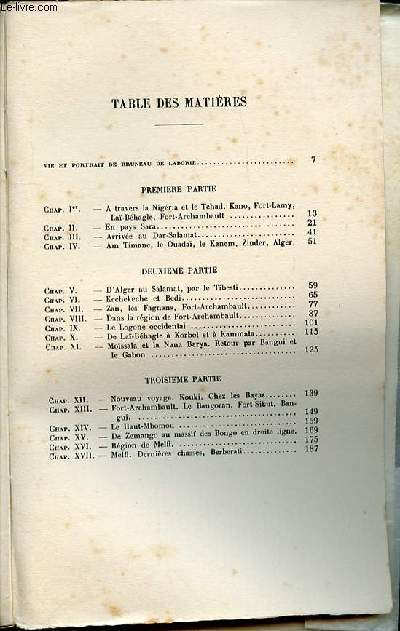 Le-livre.com
TABLE DES MATIÈRES
VIE ET PORTRAIT DE BRUNEAU DE LABORIE 7
PREMIÈRE PARTIE
CHAP. Ier. — A travers la Nigéria et le Tchad. Kano, Fort-Lamy,
Laï-Béhagle, Fort-Archambault 13
CHAP. II. — En pays Sara 21
CHAP. III. — Arrivée au Dar-Salamat 41
CHAP. IV. — Am Timane, le Ouadaï, le Kanem, Zinder, Alger. 51
DEUXIÈME PARTIE
CHAP. V. — D'Alger au Salamat, par le Tibesti 59
CHAP. VI. — Kechekeche et Bedi 65
CHAP. VII. — Zan, les Fagnans, Fort-Archambault 77
CHAP. VIII. — Dans la région de Fort-Archambault 87
CHAP. IX. — Le Logone occidental 101
CHAP. X. — De Laï-Béhagle à Korboi et à Rammala 115
CHAP. XI. — Moïssala et la Nana Barya. Retour par Bangui et
le Gabon 125
TROISIÈME PARTIE
CHAP. XII. — Nouveau voyage. Kouki. Chez les Bayas 139
CHAP. XIII. — Fort-Archambault. Le Bangoran. Fort Sibut. Ban-
gui 149
CHAP. XIV. — Le Haut-Mbomou 159
CHAP. XV. — De Zemongo au massif des Bongo en droite ligne. 169
CHAP. XVI. — Région de Melfi 175
CHAP. XVII. — Melfi. Dernières chasses, Berberati 187